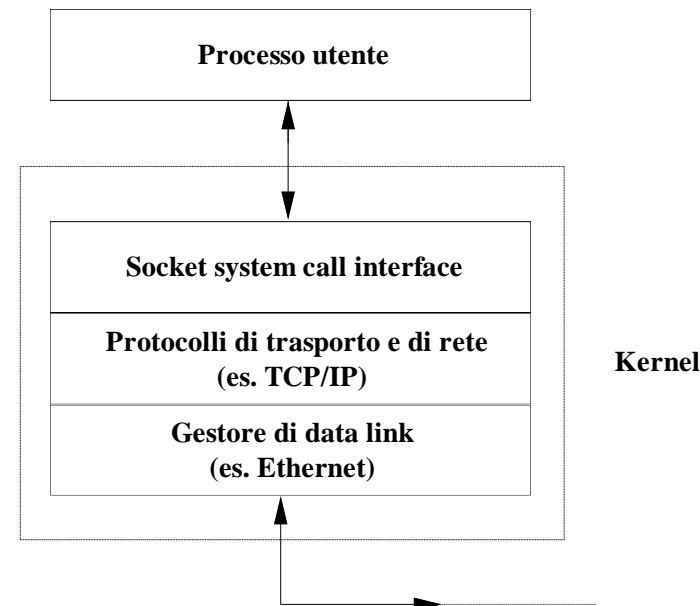 Processo utente
Socket system call interface
Protocolli di trasporto e di rete
(es. TCP/IP)
Kernel
Gestore di data link
(es. Ethernet)